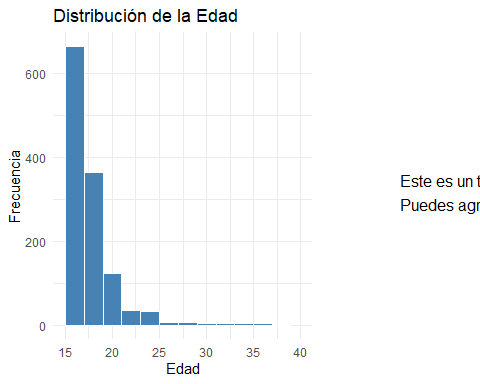 Distribución de la Edad
Frecuencia
600
400
200
0
15 20 25 30 35 40
Edad
Este es un
Puedes